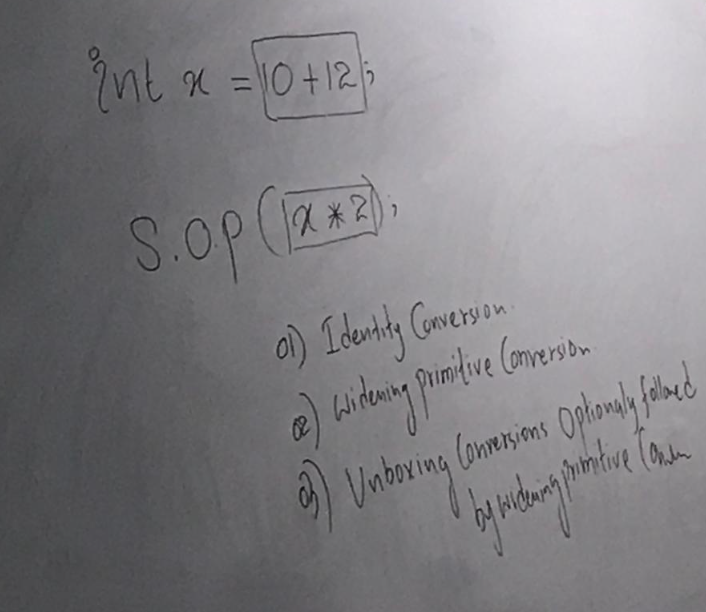 int x = 10+12;
S.O.P(x * 2);
01) Identity Conversion.
02) Widening primitive Conversion.
03) Unboxing Conversions Optionaly followed
by widening primitive